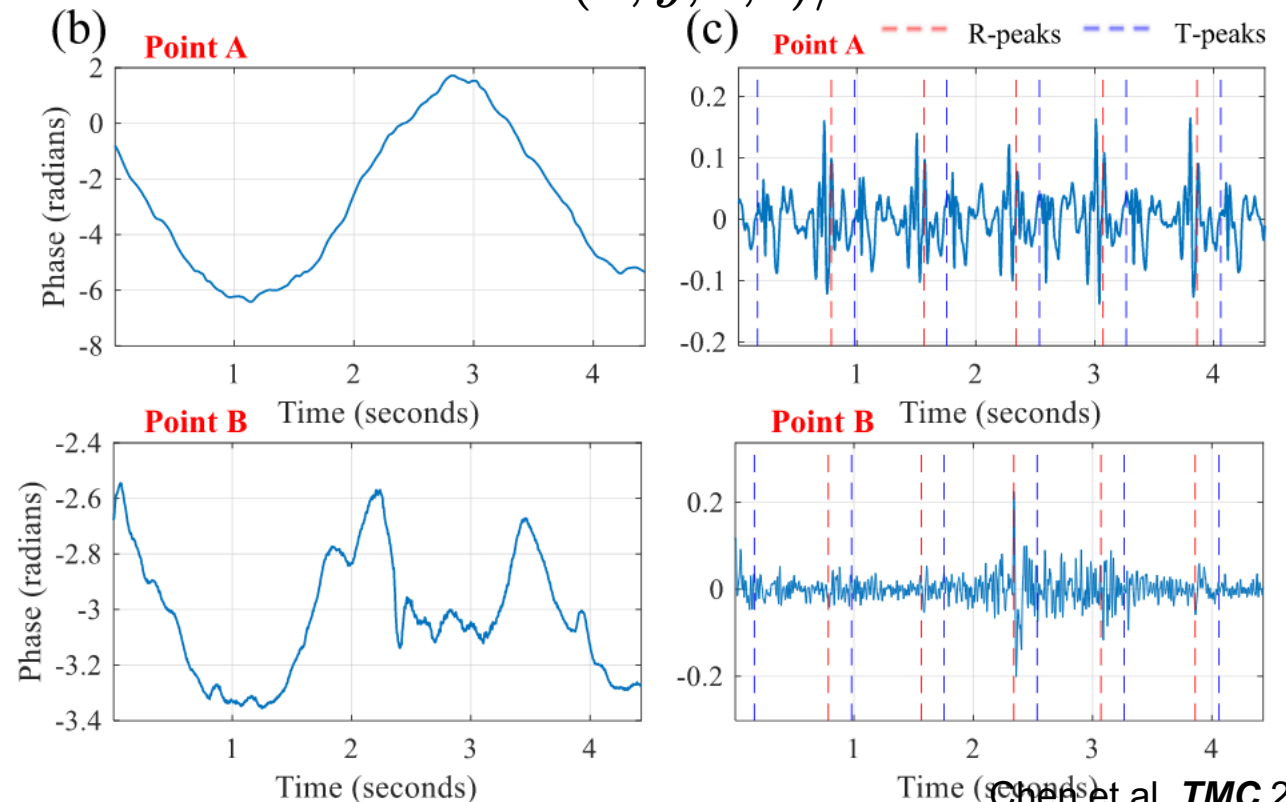 (b)
Point A
Phase (radians)
2
0
-2
-4
-6
-8
1 2 3 4
Time (seconds)
Point B
Phase (radians)
-2.4
-2.6
-2.8
-3
-3.2
-3.4
1 2 3 4
Time (seconds)
(c)
Point A
R-peaks T-peaks
0.2
0.1
0
-0.1
-0.2
1 2 3 4
Time (seconds)
Point B
0.2
0
-0.2
1 2 3 4
Time (seconds)
Chen et al. TMC 2